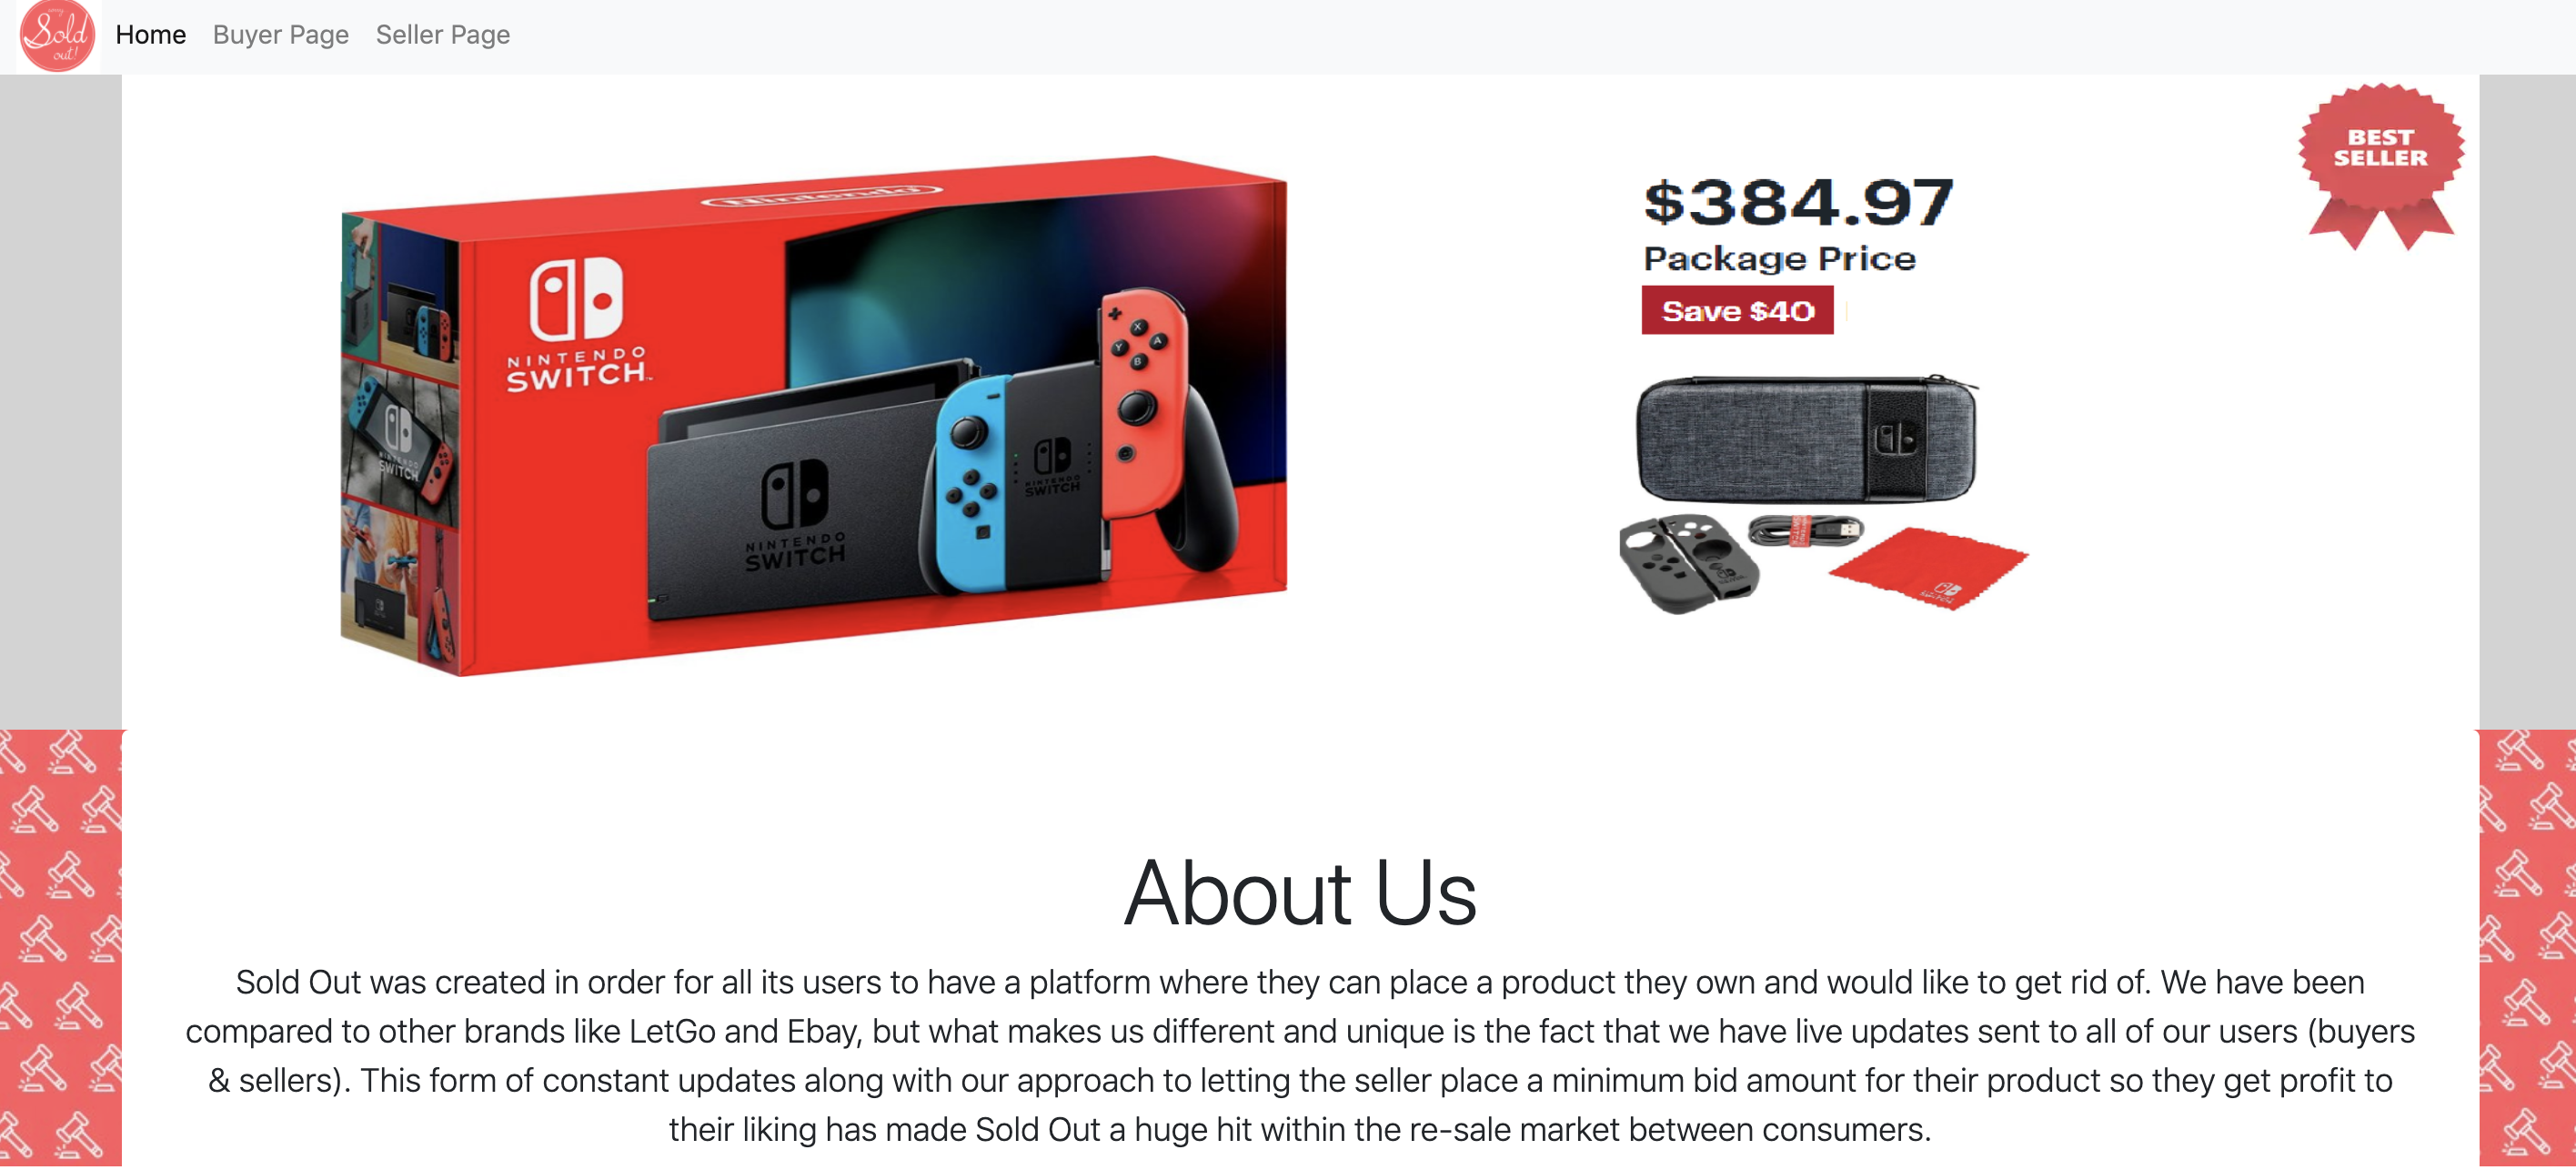 Sold
out!
Home Buyer Page Seller Page
BEST
SELLER
Nintendo
NINTENDO
SWITCH
$384.97
Package Price
Save $40
X
Y A
B
NINTENDO
SWITCH
NINTENDO
SWITCH
NINTENDO
SWITCH
About Us
Sold Out was created in order for all its users to have a platform where they can place a product they own and would like to get rid of. We have been
compared to other brands like LetGo and Ebay, but what makes us different and unique is the fact that we have live updates sent to all of our users (buyers
& sellers). This form of constant updates along with our approach to letting the seller place a minimum bid amount for their product so they get profit to
their liking has made Sold Out a huge hit within the re-sale market between consumers.